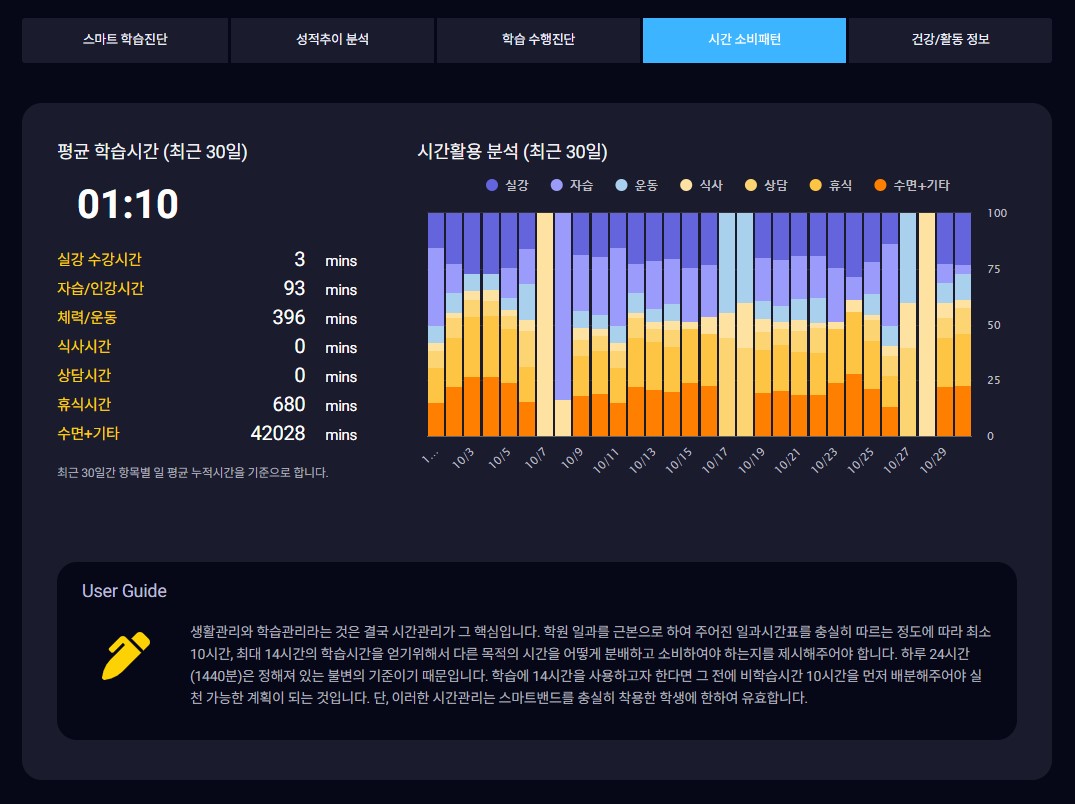 스마트 학습진단
성적추이 분석
학습 수행진단
시간 소비패턴
건강/활동 정보
평균 학습시간 (최근 30일)
01:10
실강 수강시간 3 mins
자습/인강시간 93 mins
체력/운동 396 mins
식사시간 0 mins
상담시간 0 mins
휴식시간 680 mins
수면+기타 42028 mins
최근 30일간 항목별 일 평균 누적시간을 기준으로 합니다.
시간활용 분석 (최근 30일)
실강 자습 운동 식사 상담 휴식 수면+기타
100
75
50
25
0
1... 10/3 10/5 10/7 10/9 10/11 10/13 10/15 10/17 10/19 10/21 10/23 10/25 10/27 10/29
User Guide
생활관리와 학습관리라는 것은 결국 시간관리가 그 핵심입니다. 학원 일과를 근본으로 하여 주어진 일과시간표를 충실히 따르는 정도에 따라 최소
10시간, 최대 14시간의 학습시간을 얻기위해서 다른 목적의 시간을 어떻게 분배하고 소비하여야 하는지를 제시해주어야 합니다. 하루 24시간
(1440분)은 정해져 있는 불변의 기준이기 때문입니다. 학습에 14시간을 사용하고자 한다면 그 전에 비학습시간 10시간을 먼저 배분해주어야 실
천 가능한 계획이 되는 것입니다. 단, 이러한 시간관리는 스마트밴드를 충실히 착용한 학생에 한하여 유효합니다.